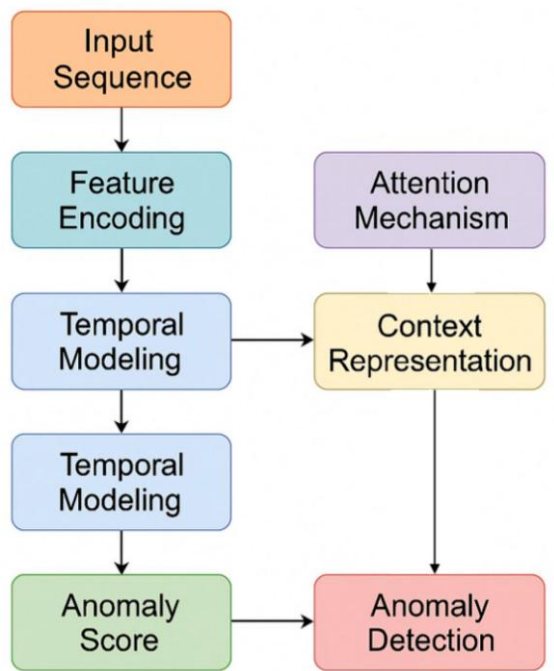 Input
Sequence
Feature
Encoding
Attention
Mechanism
Temporal
Modeling
Context
Representation
Temporal
Modeling
Anomaly
Score
Anomaly
Detection